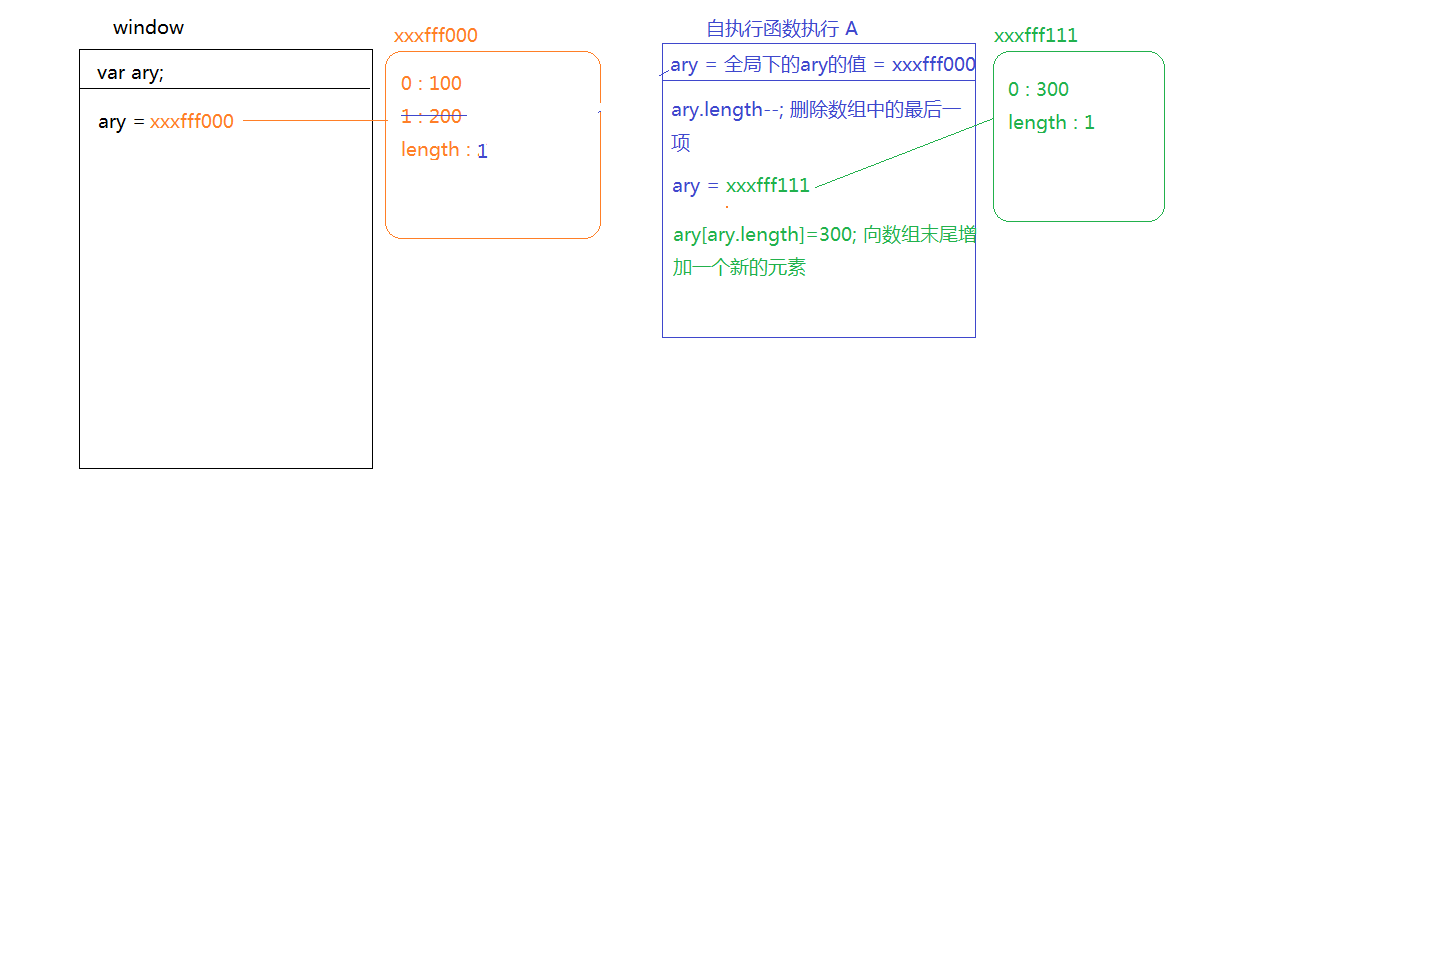 window
var ary;
ary = xxxfff000
xxxfff000
0 : 100
1 : 200
length : 1
自执行函数执行 A
ary = 全局下的ary的值 = xxxfff000
ary.length--; 删除数组中的最后一
项
ary = xxxfff111
ary[ary.length]=300; 向数组末尾增
加一个新的元素
xxxfff111
0 : 300
length : 1